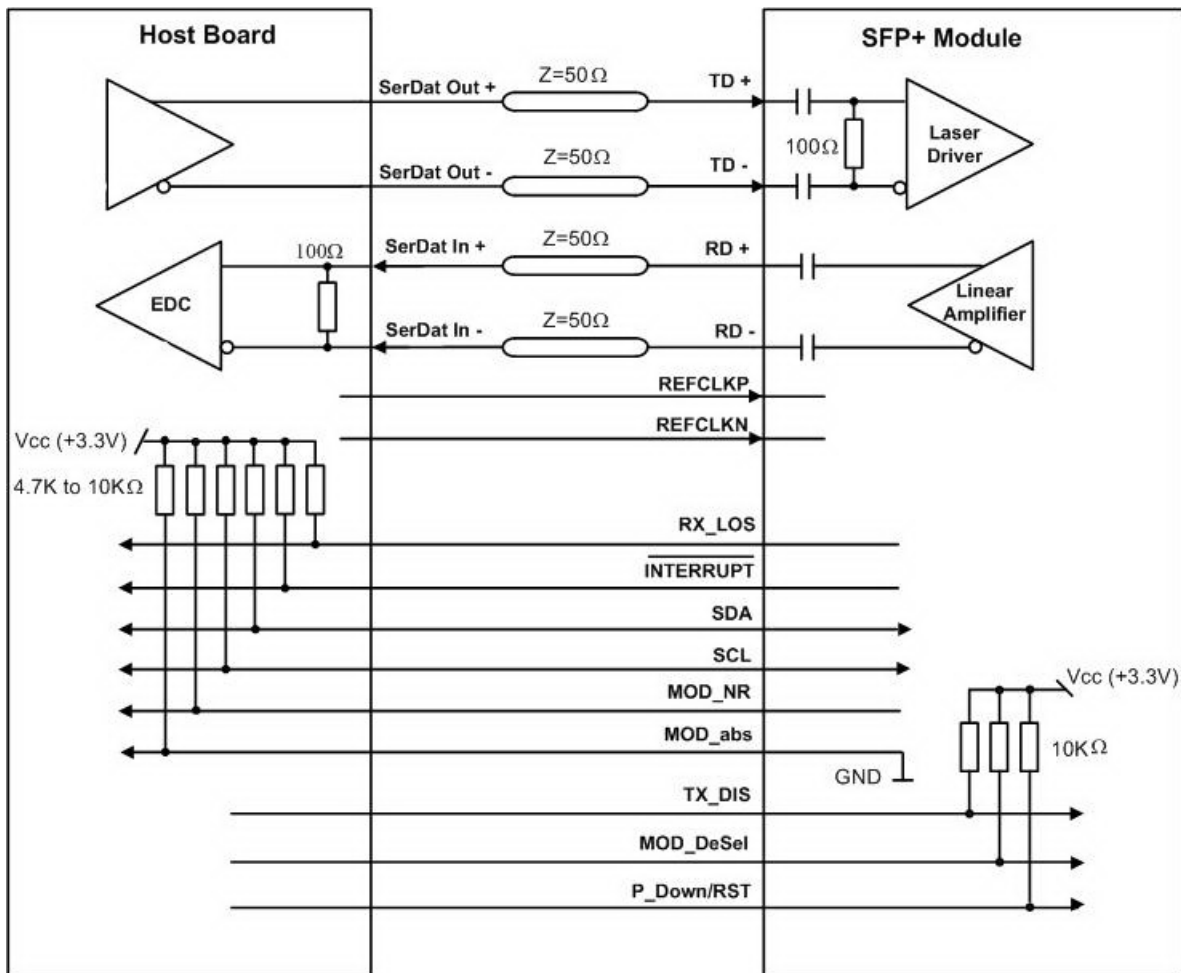 Host Board
SFP+ Module
SerDat Out +
Z=50Ω
TD +
100Ω
Laser
Driver
SerDat Out -
Z=50Ω
TD -
100Ω
SerDat In +
Z=50Ω
RD +
EDC
Linear
Amplifier
SerDat In -
Z=50Ω
RD -
REFCLKP
REFCLKN
Vcc (+3.3V)
4.7K to 10KΩ
RX_LOS
INTERRUPT
SDA
SCL
MOD_NR
Vcc (+3.3V)
MOD_abs
10KΩ
GND
TX_DIS
MOD_DeSel
P_Down/RST